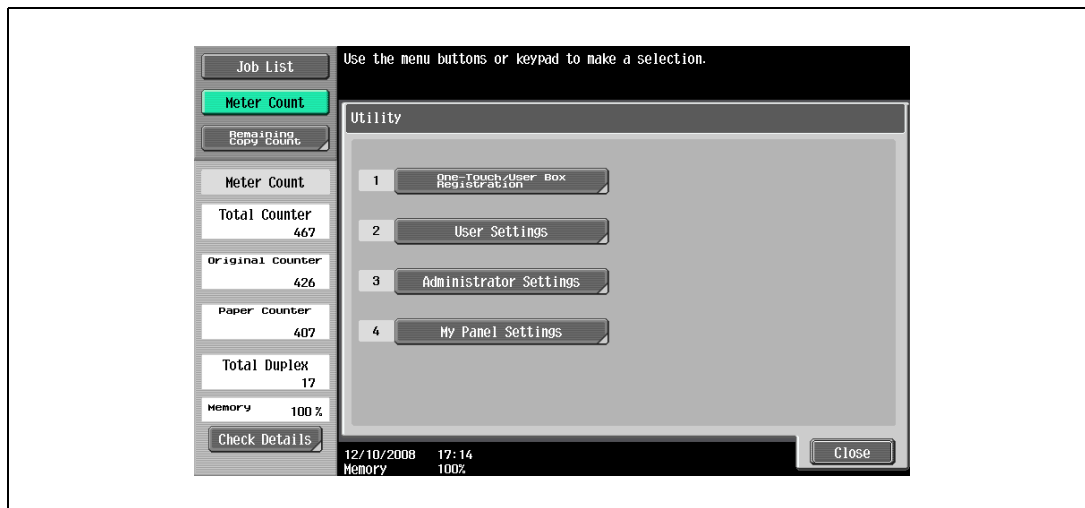 Job List
Meter Count
Remaining
Copy Count
Meter Count
Total Counter
467
Original Counter
426
Paper Counter
407
Total Duplex
17
Memory 100 %
Check Details
Use the menu buttons or keypad to make a selection.
Utility
1 One-Touch/User Box
Registration
2 User Settings
3 Administrator Settings
4 My Panel Settings
12/10/2008 17:14
Memory 100%
Close